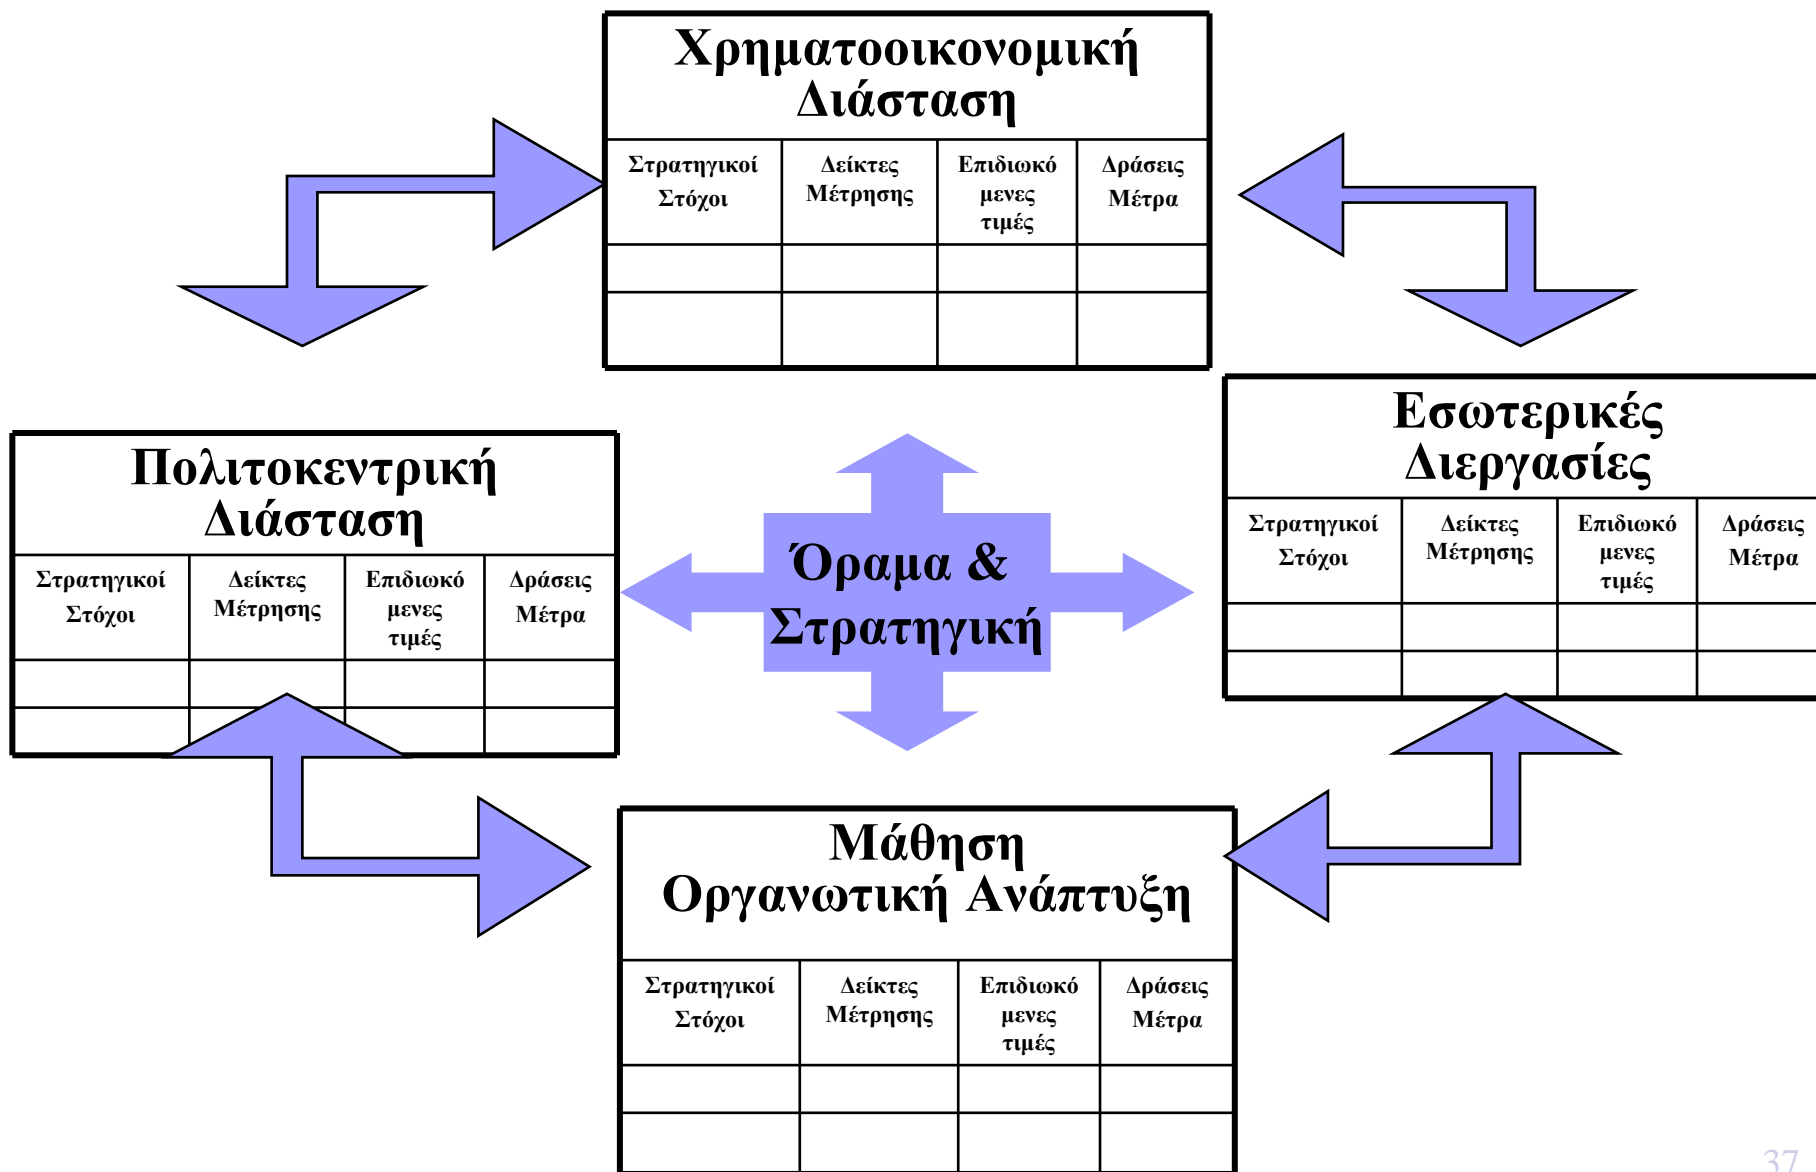 Χρηματοοικονομική
Διάσταση
Στρατηγικοί
Στόχοι
Δείκτες
Μέτρησης
Επιδιωκό
μενες
τιμές
Δράσεις
Μέτρα
Εσωτερικές
Διεργασίες
Στρατηγικοί
Στόχοι
Δείκτες
Μέτρησης
Επιδιωκό
μενες
τιμές
Δράσεις
Μέτρα
Πολιτοκεντρική
Διάσταση
Στρατηγικοί
Στόχοι
Δείκτες
Μέτρησης
Επιδιωκό
μενες
τιμές
Δράσεις
Μέτρα
Όραμα &
Στρατηγική
Μάθηση
Οργανωτική Ανάπτυξη
Στρατηγικοί
Στόχοι
Δείκτες
Μέτρησης
Επιδιωκό
μενες
τιμές
Δράσεις
Μέτρα
37